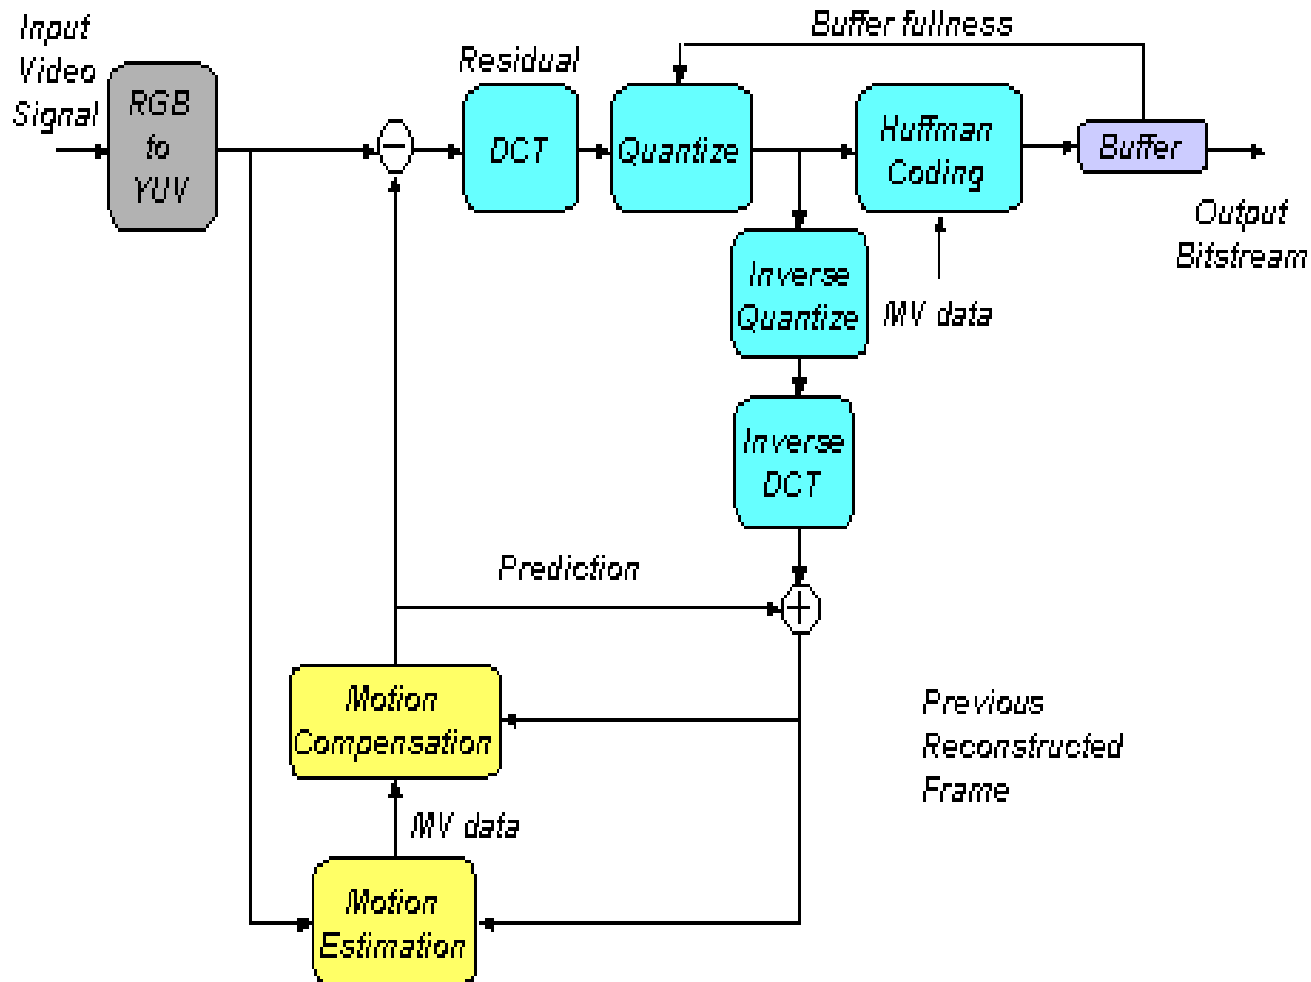 Input
Video
Signal
RGB
to
YUV
Residual
DCT
Buffer fullness
Quantize
Huffman
Coding
Buffer
Output
Bitstream
Inverse
Quantize
MV data
Inverse
DCT
Prediction
Motion
Compensation
Previous
Reconstructed
Frame
MV data
Motion
Estimation